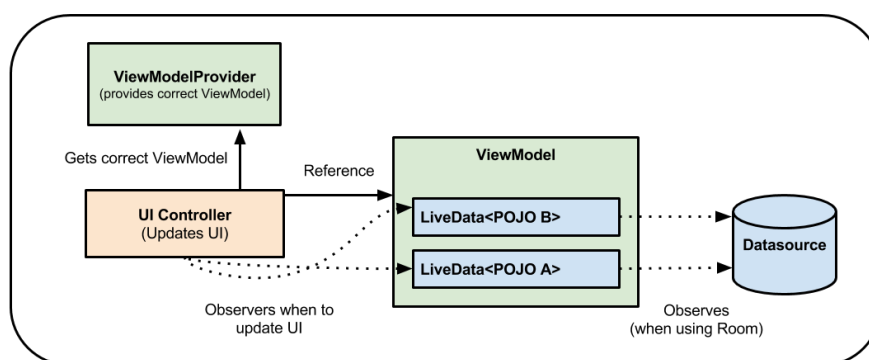 ViewModelProvider
(provides correct ViewModel)
Gets correct ViewModel
Reference
ViewModel
UI Controller
(Updates UI)
LiveData<POJO B>
LiveData<POJO A>
Datasource
Observers when to
update UI
Observes
(when using Room)